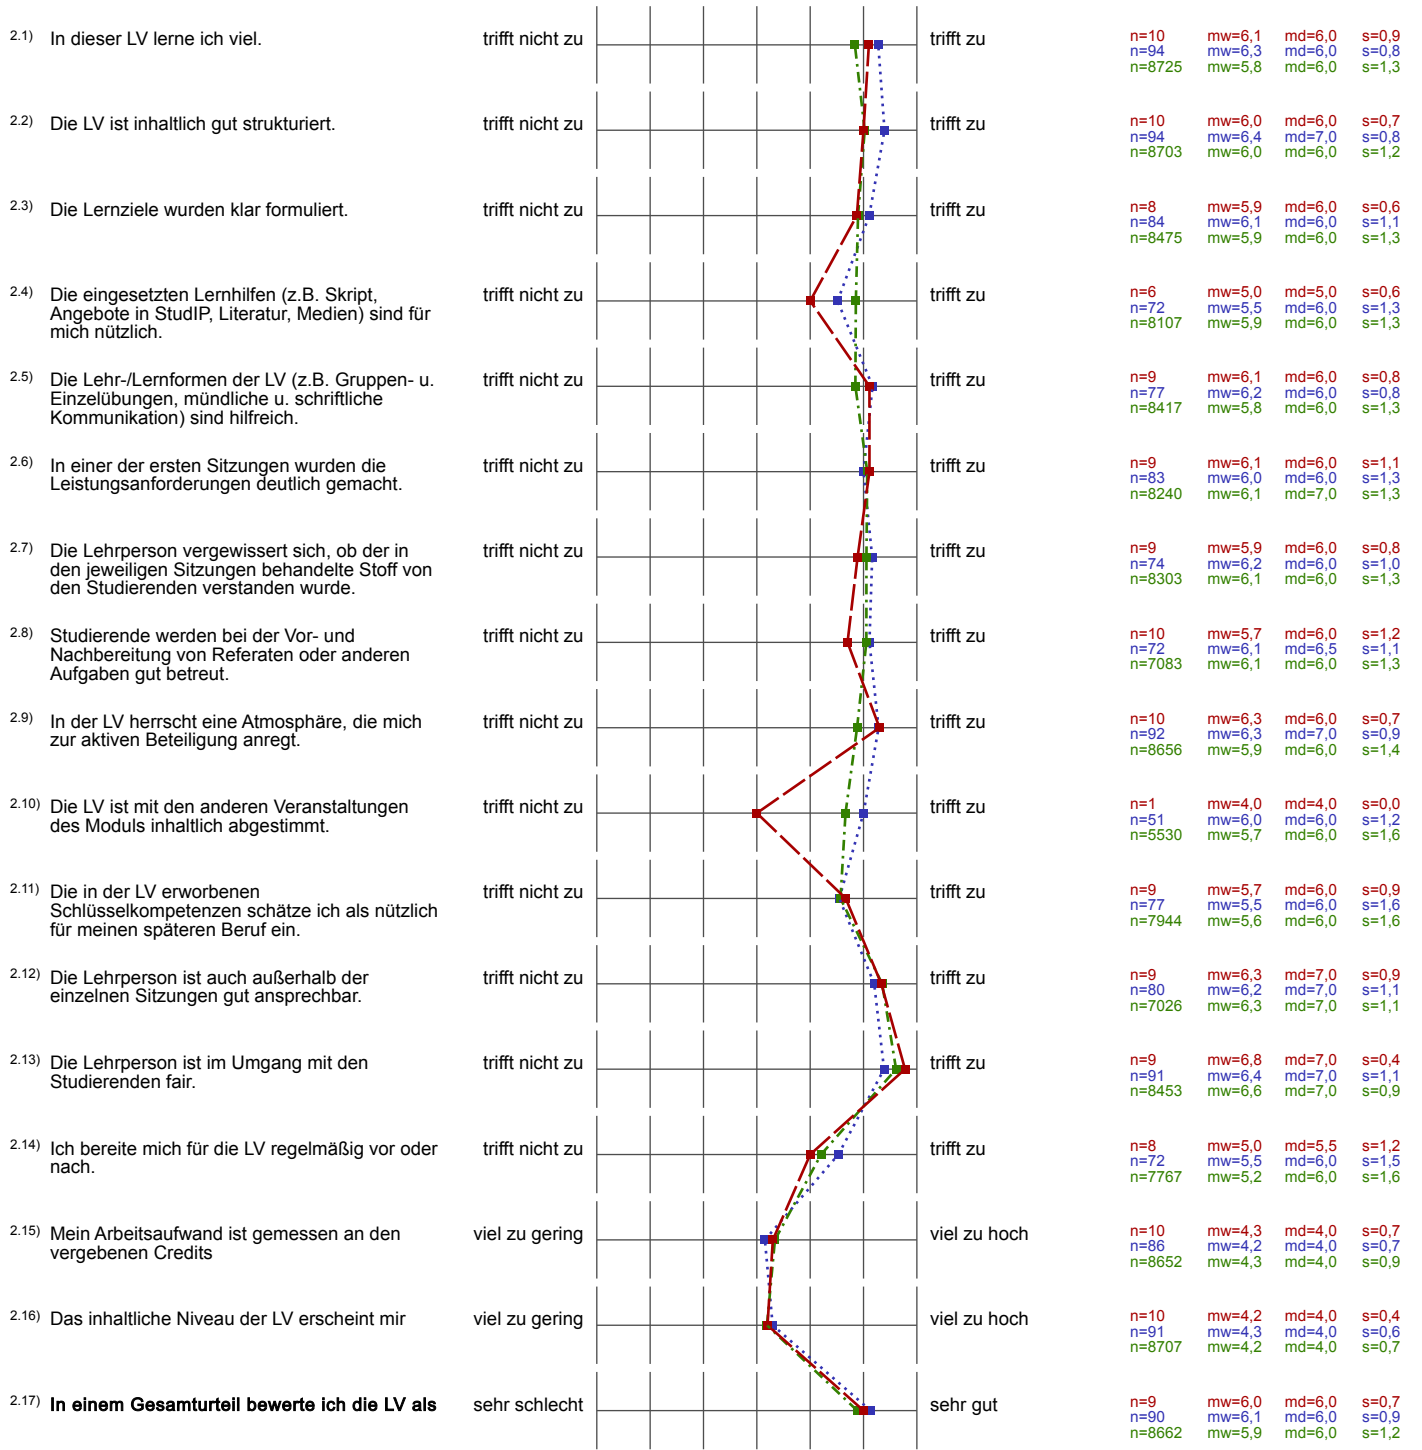 2.1) In dieser LV lerne ich viel. trifft nicht zu trifft zu n=10 mw=6,1 md=6,0 s=0,9
n=94 mw=6,3 md=6,0 s=0,8
n=8725 mw=5,8 md=6,0 s=1,3
2.2) Die LV ist inhaltlich gut strukturiert. trifft nicht zu trifft zu n=10 mw=6,0 md=6,0 s=0,7
n=94 mw=6,4 md=7,0 s=0,8
n=8703 mw=6,0 md=6,0 s=1,2
2.3) Die Lernziele wurden klar formuliert. trifft nicht zu trifft zu n=8 mw=5,9 md=6,0 s=0,6
n=84 mw=6,1 md=6,0 s=1,1
n=8475 mw=5,9 md=6,0 s=1,3
2.4) Die eingesetzten Lernhilfen (z.B. Skript, trifft nicht zu trifft zu n=6 mw=5,0 md=5,0 s=0,6
Angebote in StudIP, Literatur, Medien) sind für n=72 mw=5,5 md=6,0 s=1,3
mich nützlich. n=8107 mw=5,9 md=6,0 s=1,3
2.5) Die Lehr-/Lernformen der LV (z.B. Gruppen- u. trifft nicht zu trifft zu n=9 mw=6,1 md=6,0 s=0,8
Einzelübungen, mündliche u. schriftliche n=77 mw=6,2 md=6,0 s=0,8
Kommunikation) sind hilfreich. n=8417 mw=5,8 md=6,0 s=1,3
2.6) In einer der ersten Sitzungen wurden die trifft nicht zu trifft zu n=9 mw=6,1 md=6,0 s=1,1
Leistungsanforderungen deutlich gemacht. n=83 mw=6,0 md=6,0 s=1,3
n=8240 mw=6,1 md=7,0 s=1,3
2.7) Die Lehrperson vergewissert sich, ob der in trifft nicht zu trifft zu n=9 mw=5,9 md=6,0 s=0,8
den jeweiligen Sitzungen behandelte Stoff von n=74 mw=6,2 md=6,0 s=1,0
den Studierenden verstanden wurde. n=8303 mw=6,1 md=6,0 s=1,3
2.8) Studierende werden bei der Vor- und trifft nicht zu trifft zu n=10 mw=5,7 md=6,0 s=1,2
Nachbereitung von Referaten oder anderen n=72 mw=6,1 md=6,5 s=1,1
Aufgaben gut betreut. n=7083 mw=6,1 md=6,0 s=1,3
2.9) In der LV herrscht eine Atmosphäre, die mich trifft nicht zu trifft zu n=10 mw=6,3 md=6,0 s=0,7
zur aktiven Beteiligung anregt. n=92 mw=6,3 md=7,0 s=0,9
n=8656 mw=5,9 md=6,0 s=1,4
2.10) Die LV ist mit den anderen Veranstaltungen trifft nicht zu trifft zu n=1 mw=4,0 md=4,0 s=0,0
des Moduls inhaltlich abgestimmt. n=51 mw=6,0 md=6,0 s=1,2
n=5530 mw=5,7 md=6,0 s=1,6
2.11) Die in der LV erworbenen trifft nicht zu trifft zu n=9 mw=5,7 md=6,0 s=0,9
Schlüsselkompetenzen schätze ich als nützlich n=77 mw=5,5 md=6,0 s=1,6
für meinen späteren Beruf ein. n=7944 mw=5,6 md=6,0 s=1,6
2.12) Die Lehrperson ist auch außerhalb der trifft nicht zu trifft zu n=9 mw=6,3 md=7,0 s=0,9
einzelnen Sitzungen gut ansprechbar. n=80 mw=6,2 md=7,0 s=1,1
n=7026 mw=6,3 md=7,0 s=1,1
2.13) Die Lehrperson ist im Umgang mit den trifft nicht zu trifft zu n=9 mw=6,8 md=7,0 s=0,4
Studierenden fair. n=91 mw=6,4 md=7,0 s=1,1
n=8453 mw=6,6 md=7,0 s=0,9
2.14) Ich bereite mich für die LV regelmäßig vor oder trifft nicht zu trifft zu n=8 mw=5,0 md=5,5 s=1,2
nach. n=72 mw=5,5 md=6,0 s=1,5
n=7767 mw=5,2 md=6,0 s=1,6
2.15) Mein Arbeitsaufwand ist gemessen an den viel zu gering viel zu hoch n=10 mw=4,3 md=4,0 s=0,7
vergebenen Credits n=86 mw=4,2 md=4,0 s=0,7
n=8652 mw=4,3 md=4,0 s=0,9
2.16) Das inhaltliche Niveau der LV erscheint mir viel zu gering viel zu hoch n=10 mw=4,2 md=4,0 s=0,4
n=91 mw=4,3 md=4,0 s=0,6
n=8707 mw=4,2 md=4,0 s=0,7
2.17) In einem Gesamturteil bewerte ich die LV als sehr schlecht sehr gut n=9 mw=6,0 md=6,0 s=0,7
n=90 mw=6,1 md=6,0 s=0,9
n=8662 mw=5,9 md=6,0 s=1,2